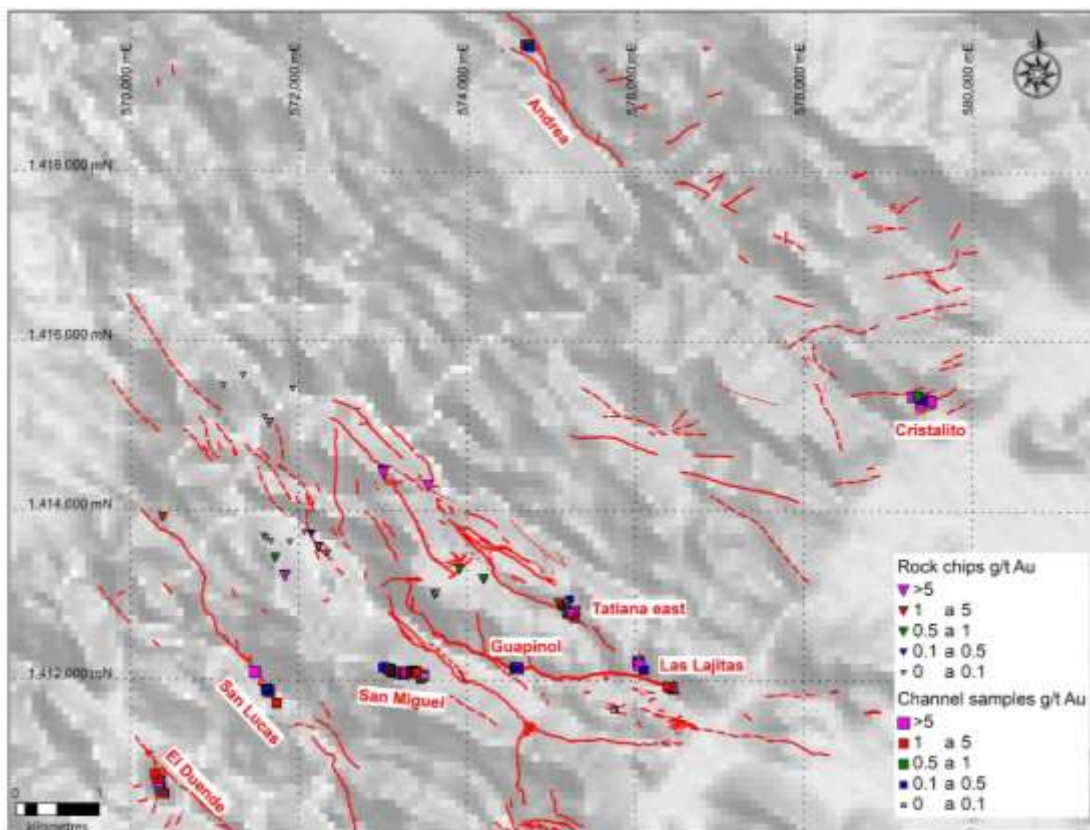 570,000 mE
572,000 mE
574,000 mE
576,000 mE
578,000 mE
580,000 mE
Andrea
1,418,000 mN
1,416,000 mN
Cristalito
1,414,000 mN
Rock chips g/t Au
>5
1 a 5
0.5 a 1
0.1 a 0.5
0 a 0.1
Tatiana east
Guapinol
Las Lajitas
1,412,000 mN
San Miguel
San Lucas
Channel samples g/t Au
>5
1 a 5
0.5 a 1
0.1 a 0.5
0 a 0.1
El Duende
0 1
kilometres